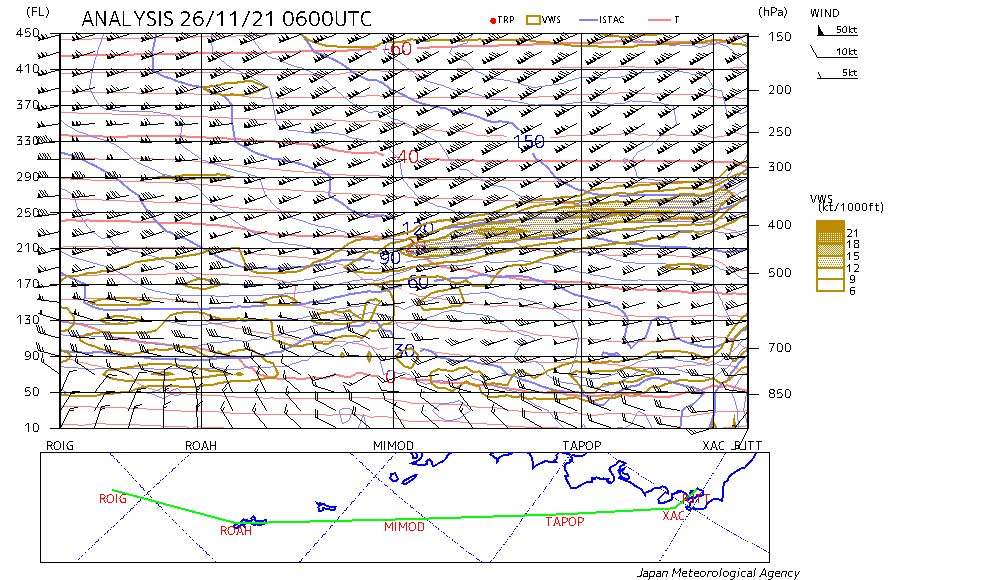 (FL)
ANALYSIS 26/11/21 0600UTC
TRP VWS ISTAC T
(hPa)
WIND
50kt
10kt
5kt
450
410
370
330
290
250
210
170
130
90
50
10
150
200
250
300
400
500
700
850
-60
150
-40
120
90
60
36
0
VWS
(kt/1000ft)
21
18
15
12
9
6
ROIG ROAH MIMOD TAPOP XAC RJTT
ROIG
ROAH
MIMOD
TAPOP
XAC
RJTT
Japan Meteorological Agency